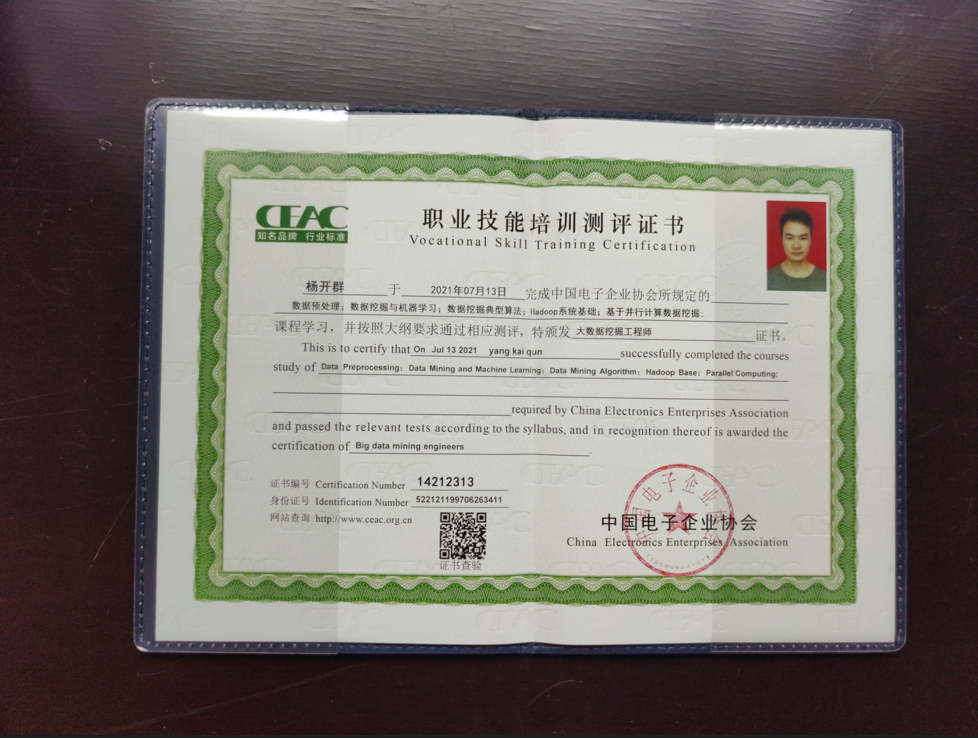 CEAC
知名品牌 行业标准
职业技能培训测评证书
Vocational Skill Training Certification
杨开群 于 2021年07月13日 完成中国电子企业协会所规定的
数据预处理；数据挖掘与机器学习；数据挖掘典型算法；Hadoop系统基础；基于并行计算数据挖掘；
课程学习，并按照大纲要求通过相应测评，特颁发 大数据挖掘工程师 证书。
This is to certify that On Jul 13 2021 yang kai qun successfully completed the courses
study of Data Preprocessing; Data Mining and Machine Learning; Data Mining Algorithm; Hadoop Base; Parallel Computing;
required by China Electronics Enterprises Association
and passed the relevant tests according to the syllabus, and in recognition thereof is awarded the
certification of Big data mining engineers.
证书编号 Certification Number 14212313
身份证号 Identification Number 522121199706263411
网站查询 http://www.ceac.org.cn
证书查验
中国电子企业协会
China Electronics Enterprises Association
中国电子企业协会